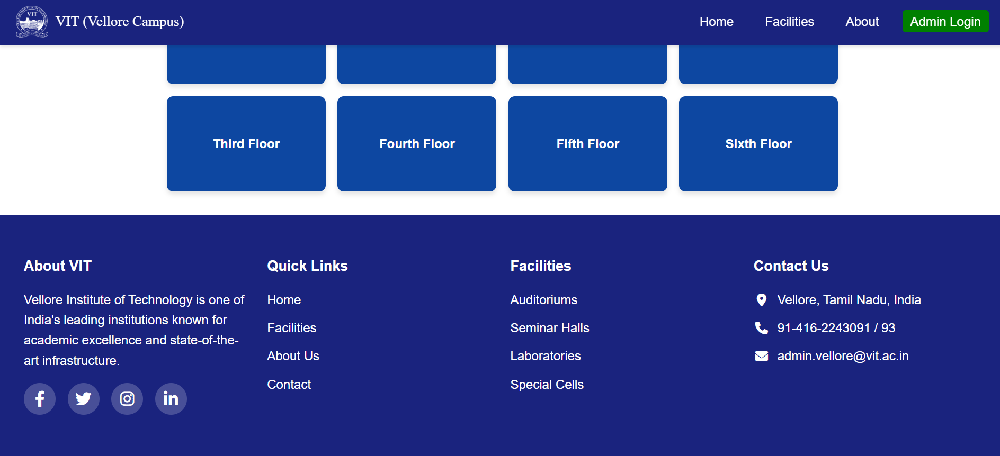 VIT
VIT (Vellore Campus)
Home
Facilities
About
Admin Login
Third Floor
Fourth Floor
Fifth Floor
Sixth Floor
About VIT
Vellore Institute of Technology is one of
India's leading institutions known for
academic excellence and state-of-the-
art infrastructure.
Quick Links
Home
Facilities
About Us
Contact
Facilities
Auditoriums
Seminar Halls
Laboratories
Special Cells
Contact Us
Vellore, Tamil Nadu, India
91-416-2243091 / 93
admin.vellore@vit.ac.in